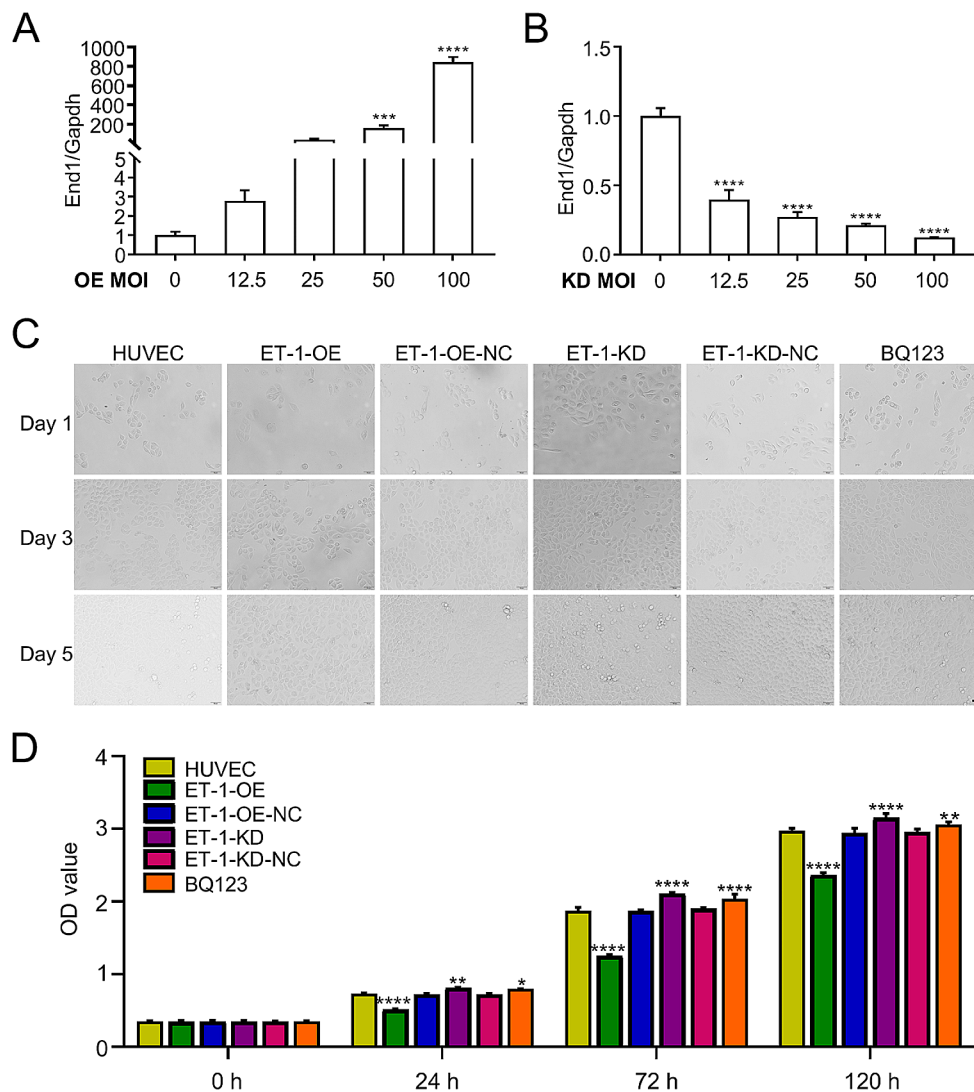 A
End1/Gapdh
1000
800
600
400
200
5
4
3
2
1
0
***
****
OE MOI 0 12.5 25 50 100
B
End1/Gapdh
1.5
1.0
0.5
0.0
****
****
****
****
KD MOI 0 12.5 25 50 100
C
HUVEC ET-1-OE ET-1-OE-NC ET-1-KD ET-1-KD-NC BQ123
Day 1
Day 3
Day 5
D
OD value
4
3
2
1
0
HUVEC
ET-1-OE
ET-1-OE-NC
ET-1-KD
ET-1-KD-NC
BQ123
**** ** *
**** **** ****
**** **** **
0 h 24 h 72 h 120 h